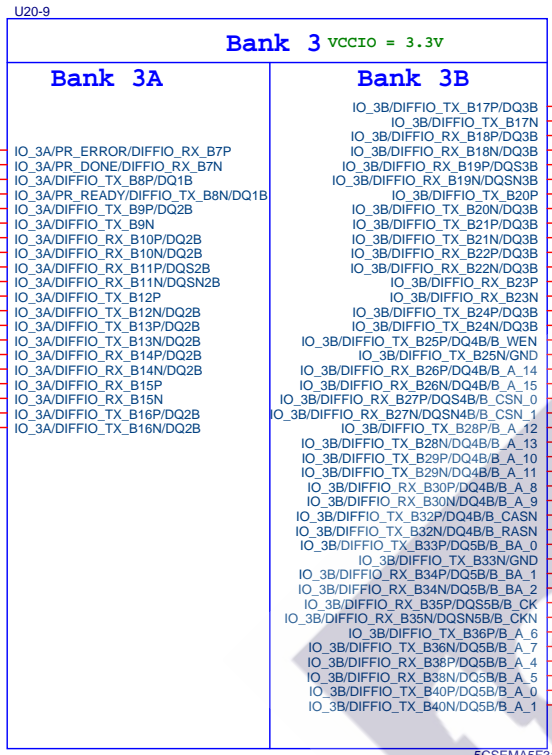 U20-9
Bank 3 VCCIO = 3.3V
Bank 3A
IO_3A/PR_ERROR/DIFFIO_RX_B7P
IO_3A/PR_DONE/DIFFIO_RX_B7N
IO_3A/DIFFIO_TX_B8P/DQ1B
IO_3A/PR_READY/DIFFIO_TX_B8N/DQ1B
IO_3A/DIFFIO_TX_B9P/DQ2B
IO_3A/DIFFIO_TX_B9N
IO_3A/DIFFIO_RX_B10P/DQ2B
IO_3A/DIFFIO_RX_B10N/DQ2B
IO_3A/DIFFIO_RX_B11P/DQS2B
IO_3A/DIFFIO_RX_B11N/DQSN2B
IO_3A/DIFFIO_TX_B12P
IO_3A/DIFFIO_TX_B12N/DQ2B
IO_3A/DIFFIO_TX_B13P/DQ2B
IO_3A/DIFFIO_TX_B13N/DQ2B
IO_3A/DIFFIO_RX_B14P/DQ2B
IO_3A/DIFFIO_RX_B14N/DQ2B
IO_3A/DIFFIO_RX_B15P
IO_3A/DIFFIO_RX_B15N
IO_3A/DIFFIO_TX_B16P/DQ2B
IO_3A/DIFFIO_TX_B16N/DQ2B
Bank 3B
IO_3B/DIFFIO_TX_B17P/DQ3B
IO_3B/DIFFIO_TX_B17N
IO_3B/DIFFIO_RX_B18P/DQ3B
IO_3B/DIFFIO_RX_B18N/DQ3B
IO_3B/DIFFIO_RX_B19P/DQS3B
IO_3B/DIFFIO_RX_B19N/DQSN3B
IO_3B/DIFFIO_TX_B20P
IO_3B/DIFFIO_TX_B20N/DQ3B
IO_3B/DIFFIO_TX_B21P/DQ3B
IO_3B/DIFFIO_TX_B21N/DQ3B
IO_3B/DIFFIO_RX_B22P/DQ3B
IO_3B/DIFFIO_RX_B22N/DQ3B
IO_3B/DIFFIO_RX_B23P
IO_3B/DIFFIO_RX_B23N
IO_3B/DIFFIO_TX_B24P/DQ3B
IO_3B/DIFFIO_TX_B24N/DQ3B
IO_3B/DIFFIO_TX_B25P/DQ4B/B_WEN
IO_3B/DIFFIO_TX_B25N/GND
IO_3B/DIFFIO_RX_B26P/DQ4B/B_A_14
IO_3B/DIFFIO_RX_B26N/DQ4B/B_A_15
IO_3B/DIFFIO_RX_B27P/DQS4B/B_CSN_0
IO_3B/DIFFIO_RX_B27N/DQSN4B/B_CSN_1
IO_3B/DIFFIO_TX_B28P/B_A_12
IO_3B/DIFFIO_TX_B28N/DQ4B/B_A_13
IO_3B/DIFFIO_TX_B29P/DQ4B/B_A_10
IO_3B/DIFFIO_TX_B29N/DQ4B/B_A_11
IO_3B/DIFFIO_RX_B30P/DQ4B/B_A_8
IO_3B/DIFFIO_RX_B30N/DQ4B/B_A_9
IO_3B/DIFFIO_TX_B32P/DQ4B/B_CASN
IO_3B/DIFFIO_TX_B32N/DQ4B/B_RASN
IO_3B/DIFFIO_TX_B33P/DQ5B/B_BA_0
IO_3B/DIFFIO_TX_B33N/GND
IO_3B/DIFFIO_RX_B34P/DQ5B/B_BA_1
IO_3B/DIFFIO_RX_B34N/DQ5B/B_BA_2
IO_3B/DIFFIO_RX_B35P/DQS5B/B_CK
IO_3B/DIFFIO_RX_B35N/DQSN5B/B_CKN
IO_3B/DIFFIO_TX_B36P/B_A_6
IO_3B/DIFFIO_TX_B36N/DQ5B/B_A_7
IO_3B/DIFFIO_RX_B38P/DQ5B/B_A_4
IO_3B/DIFFIO_RX_B38N/DQ5B/B_A_5
IO_3B/DIFFIO_TX_B40P/DQ5B/B_A_0
IO_3B/DIFFIO_TX_B40N/DQ5B/B_A_1